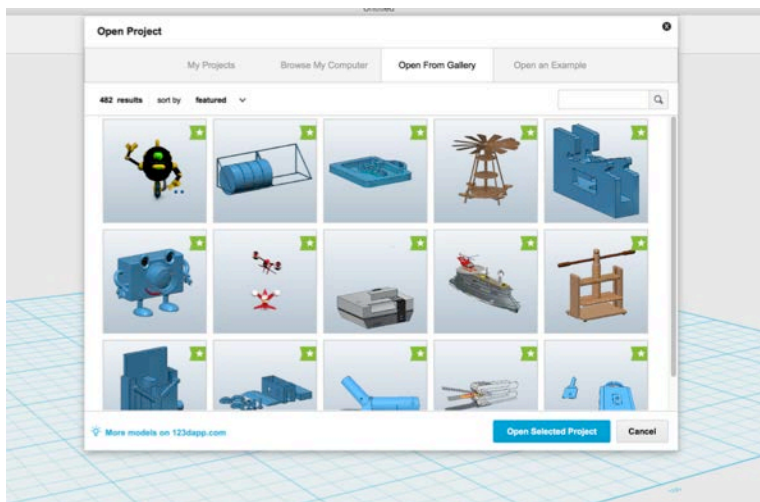 Untitled
Open Project
My Projects Browse My Computer Open From Gallery Open an Example
482 results sort by featured
More models on 123dapp.com Open Selected Project Cancel